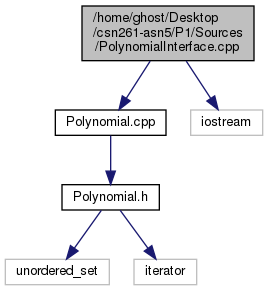 /home/ghost/Desktop
/csn261-asn5/P1/Sources
/PolynomialInterface.cpp
Polynomial.cpp
iostream
Polynomial.h
unordered_set
iterator